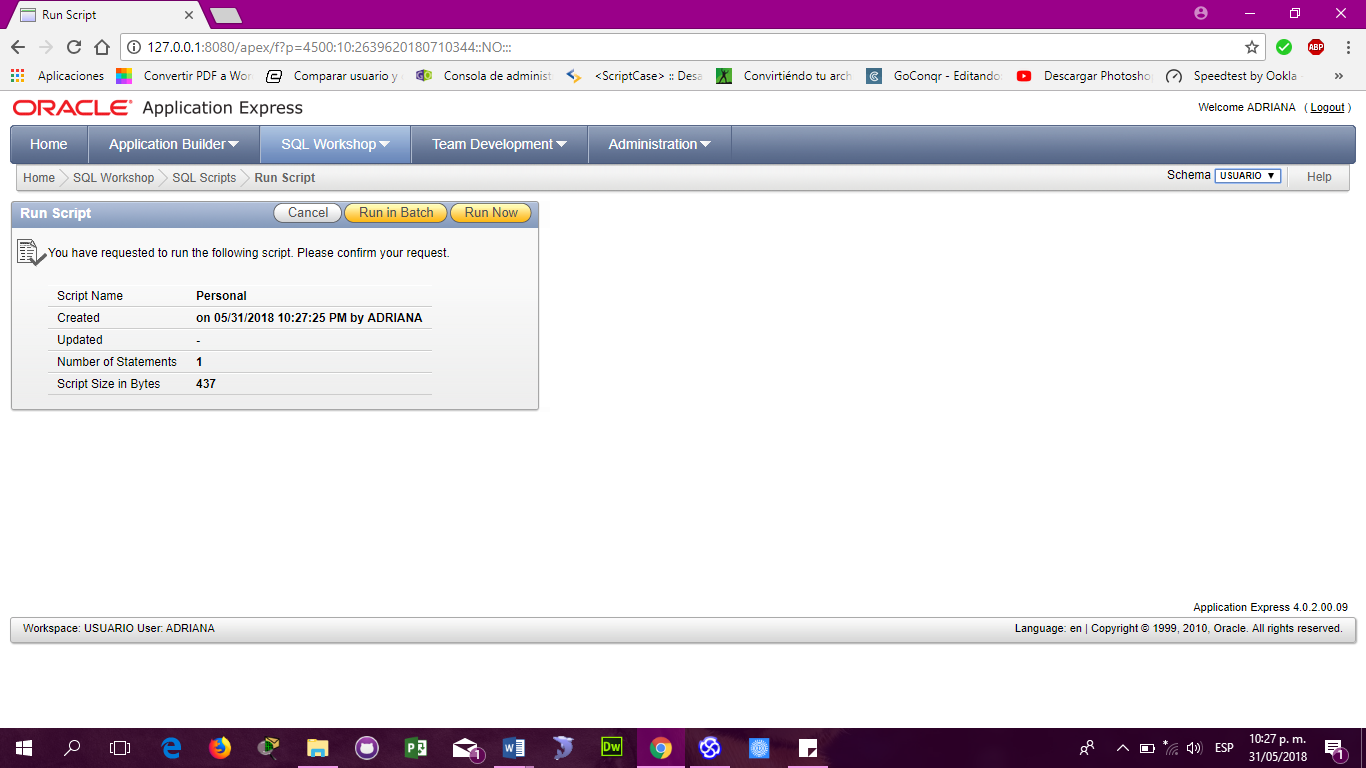 Run Script
127.0.0.1:8080/apex/f?p=4500:10:2639620180710344::NO:::
ABP
Aplicaciones Convertir PDF a Wor Comparar usuario y Consola de administ <ScriptCase> :: Desa Convirtiéndo tu arch GoConqr - Editando Descargar Photosho Speedtest by Ookla »
ORACLE Application Express
Welcome ADRIANA ( Logout )
Home Application Builder SQL Workshop Team Development Administration
Home SQL Workshop SQL Scripts Run Script
Schema USUARIO Help
Run Script Cancel Run in Batch Run Now
You have requested to run the following script. Please confirm your request.
Script Name Personal
Created on 05/31/2018 10:27:25 PM by ADRIANA
Updated -
Number of Statements 1
Script Size in Bytes 437
Application Express 4.0.2.00.09
Workspace: USUARIO User: ADRIANA
Language: en | Copyright © 1999, 2010, Oracle. All rights reserved.
Dw
1
ESP
10:27 p. m.
31/05/2018
1